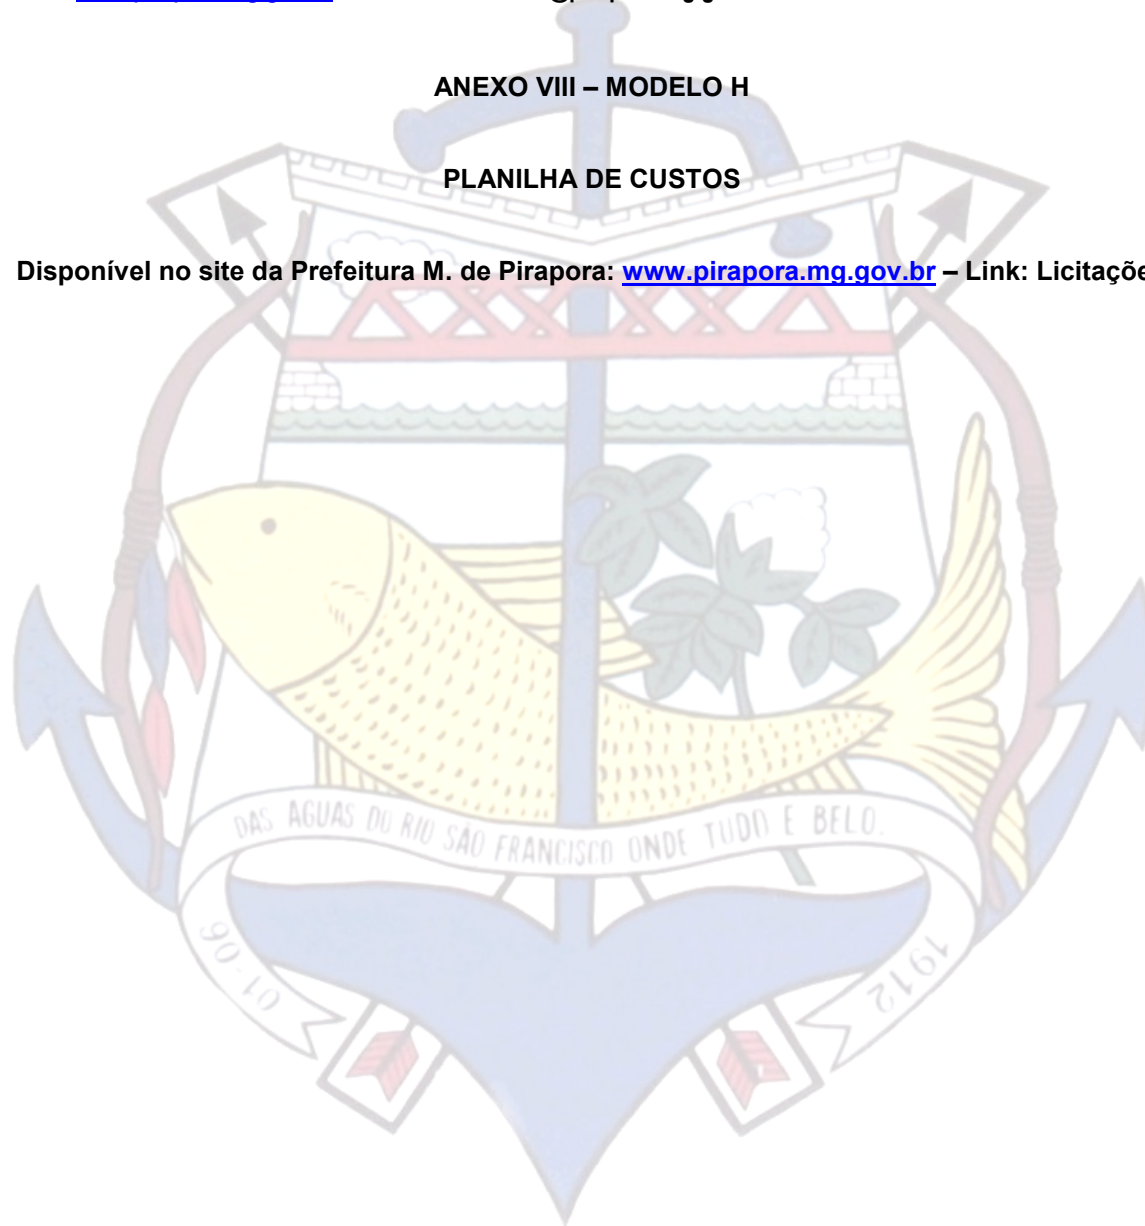 ANEXO VIII – MODELO H
PLANILHA DE CUSTOS
Disponível no site da Prefeitura M. de Pirapora: www.pirapora.mg.gov.br – Link: Licitaçõe
DAS AGUAS DO RIO SÃO FRANCISCO ONDE TUDO E BELO.
01-06
1912